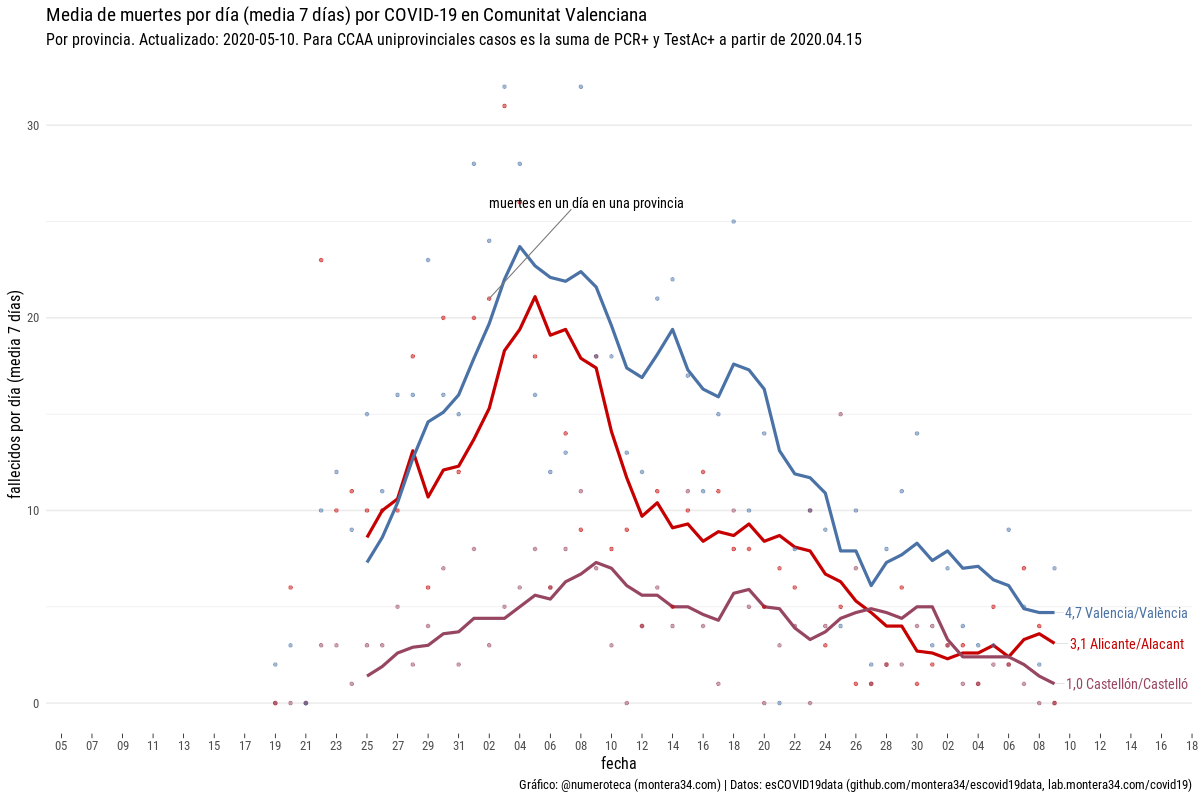 Media de muertes por día (media 7 días) por COVID-19 en Comunitat Valenciana
Por provincia. Actualizado: 2020-05-10. Para CCAA uniprovinciales casos es la suma de PCR+ y TestAc+ a partir de 2020.04.15
fallecidos por día (media 7 días)
30
20
10
0
muertes en un día en una provincia
4,7 Valencia/València
3,1 Alicante/Alacant
1,0 Castellón/Castelló
05 07 09 11 13 15 17 19 21 23 25 27 29 31 02 04 06 08 10 12 14 16 18 20 22 24 26 28 30 02 04 06 08 10 12 14 16 18
fecha
Gráfico: @numeroteca (montera34.com) | Datos: esCOVID19data (github.com/montera34/escovid19data, lab.montera34.com/covid19)